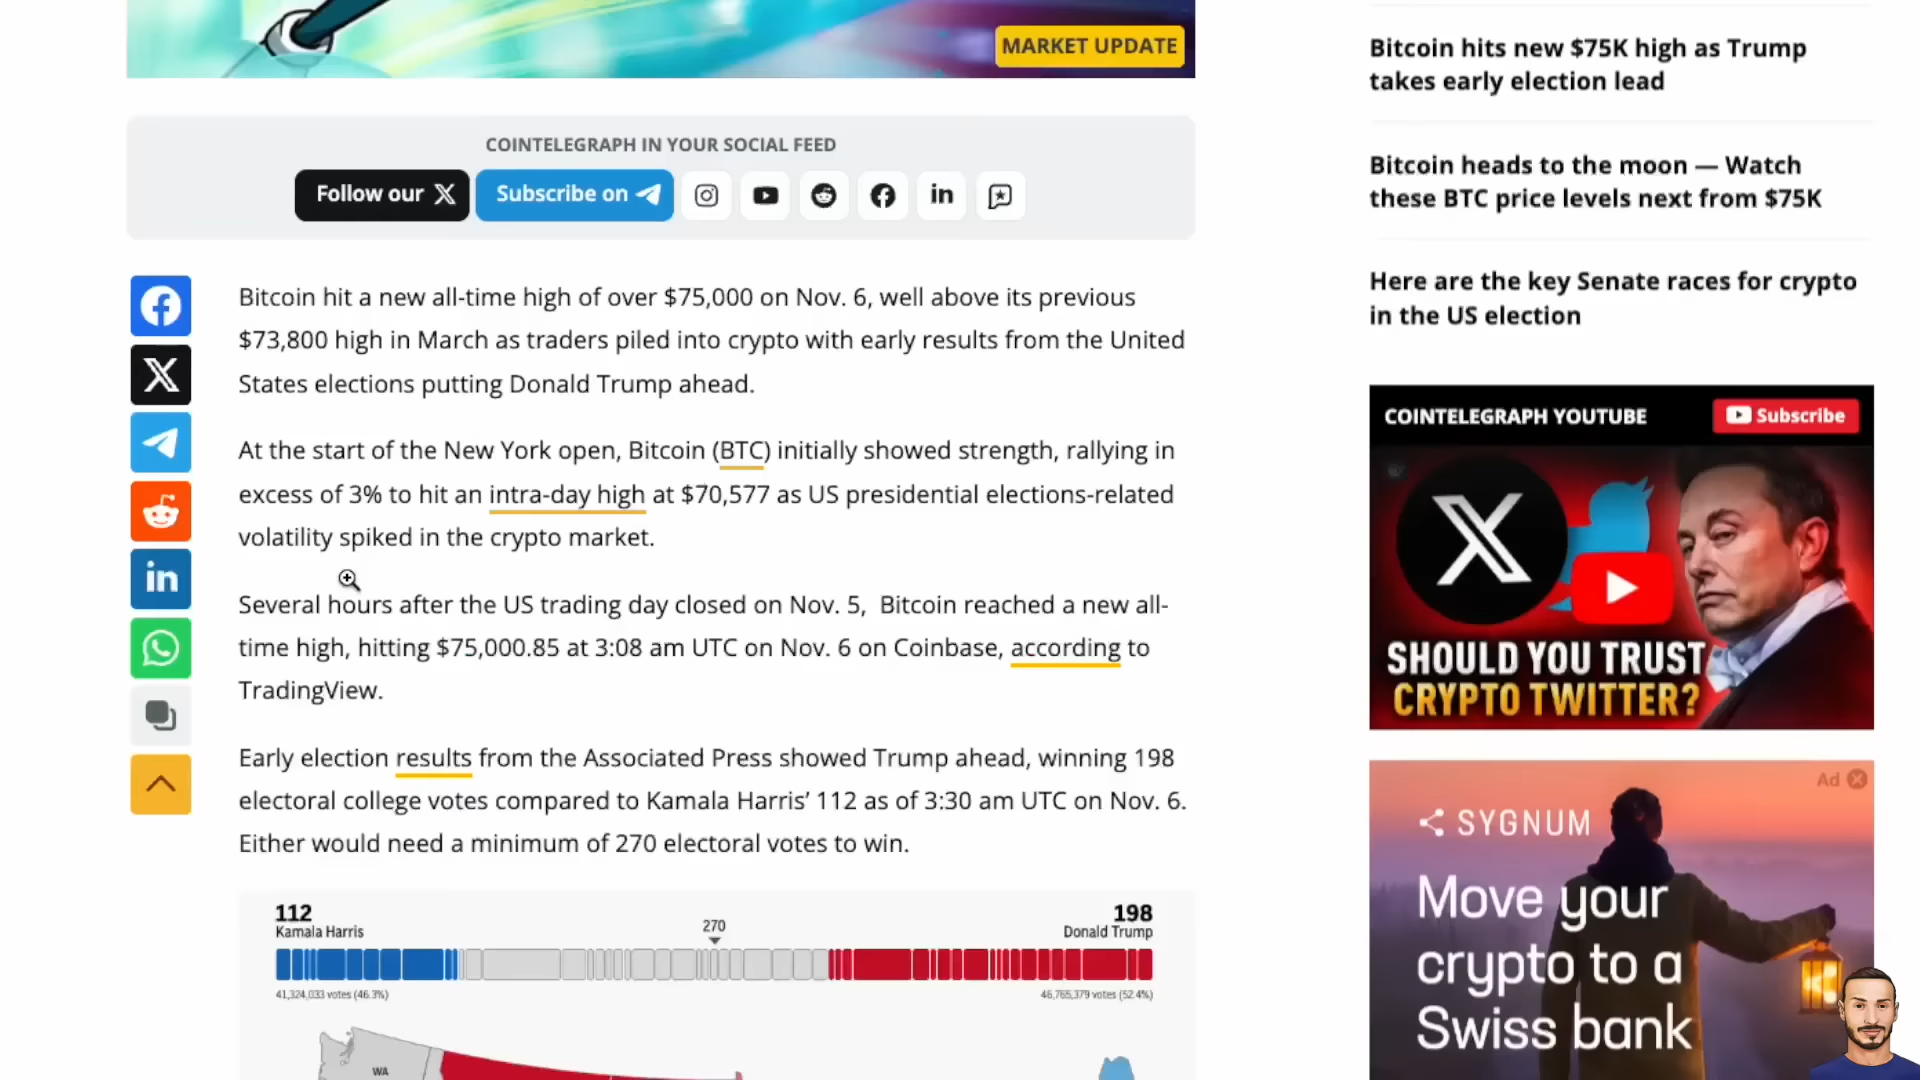 MARKET UPDATE
COINTELEGRAPH IN YOUR SOCIAL FEED
Follow our X
Subscribe on
Bitcoin hit a new all-time high of over $75,000 on Nov. 6, well above its previous
$73,800 high in March as traders piled into crypto with early results from the United
States elections putting Donald Trump ahead.
At the start of the New York open, Bitcoin (BTC) initially showed strength, rallying in
excess of 3% to hit an intra-day high at $70,577 as US presidential elections-related
volatility spiked in the crypto market.
Several hours after the US trading day closed on Nov. 5,  Bitcoin reached a new all-
time high, hitting $75,000.85 at 3:08 am UTC on Nov. 6 on Coinbase, according to
TradingView.
Early election results from the Associated Press showed Trump ahead, winning 198
electoral college votes compared to Kamala Harris’ 112 as of 3:30 am UTC on Nov. 6.
Either would need a minimum of 270 electoral votes to win.
112
Kamala Harris
270
198
Donald Trump
41,324,033 votes (46.3%)
46,765,379 votes (52.4%)
WA
Bitcoin hits new $75K high as Trump
takes early election lead
Bitcoin heads to the moon — Watch
these BTC price levels next from $75K
Here are the key Senate races for crypto
in the US election
COINTELEGRAPH YOUTUBE
Subscribe
SHOULD YOU TRUST
CRYPTO TWITTER?
Ad
SYGNUM
Move your
crypto to a
Swiss bank